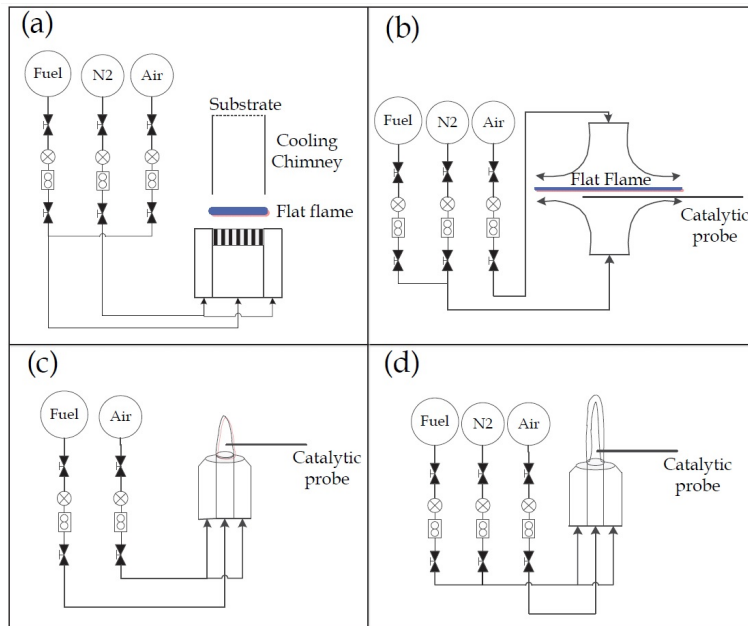 (a)
Fuel
N2
Air
Substrate
Cooling
Chimney
Flat flame
(b)
Fuel
N2
Air
Flat Flame
Catalytic
probe
(c)
Fuel
Air
Catalytic
probe
(d)
Fuel
N2
Air
Catalytic
probe